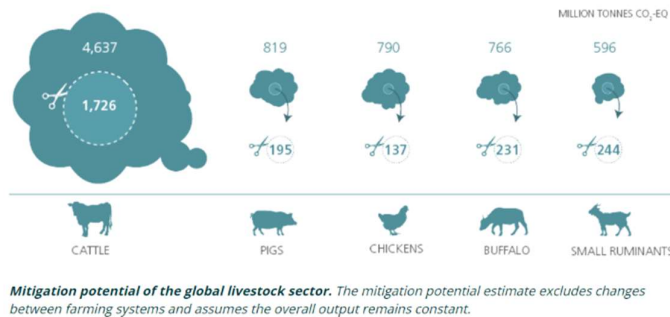 MILLION TONNES CO₂-EQ
4,637 819 790 766 596
1,726
195 137 231 244
CATTLE PIGS CHICKENS BUFFALO SMALL RUMINANTS
Mitigation potential of the global livestock sector. The mitigation potential estimate excludes changes
between farming systems and assumes the overall output remains constant.